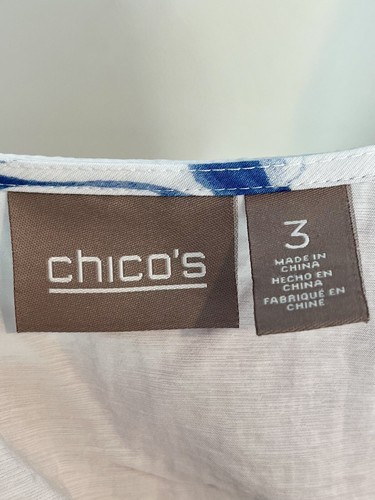 chico's
3
MADE IN
CHINA
HECHO EN
CHINA
FABRIQUÉ EN
CHINE